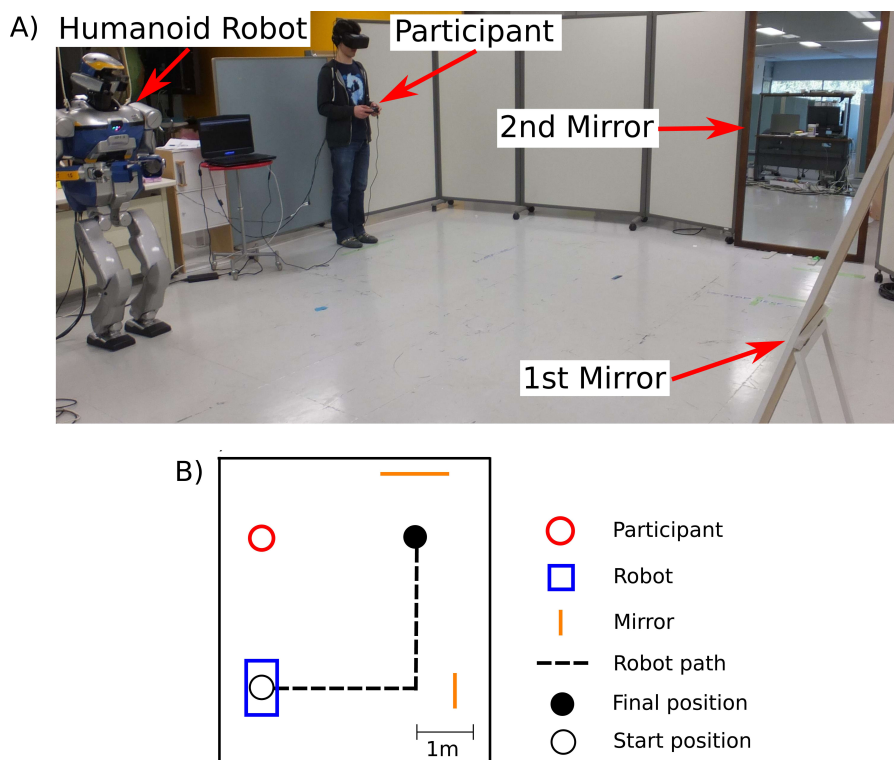 A)
Humanoid Robot
Participant
2nd Mirror
1st Mirror
B)
Participant
Robot
Mirror
Robot path
Final position
Start position
1m